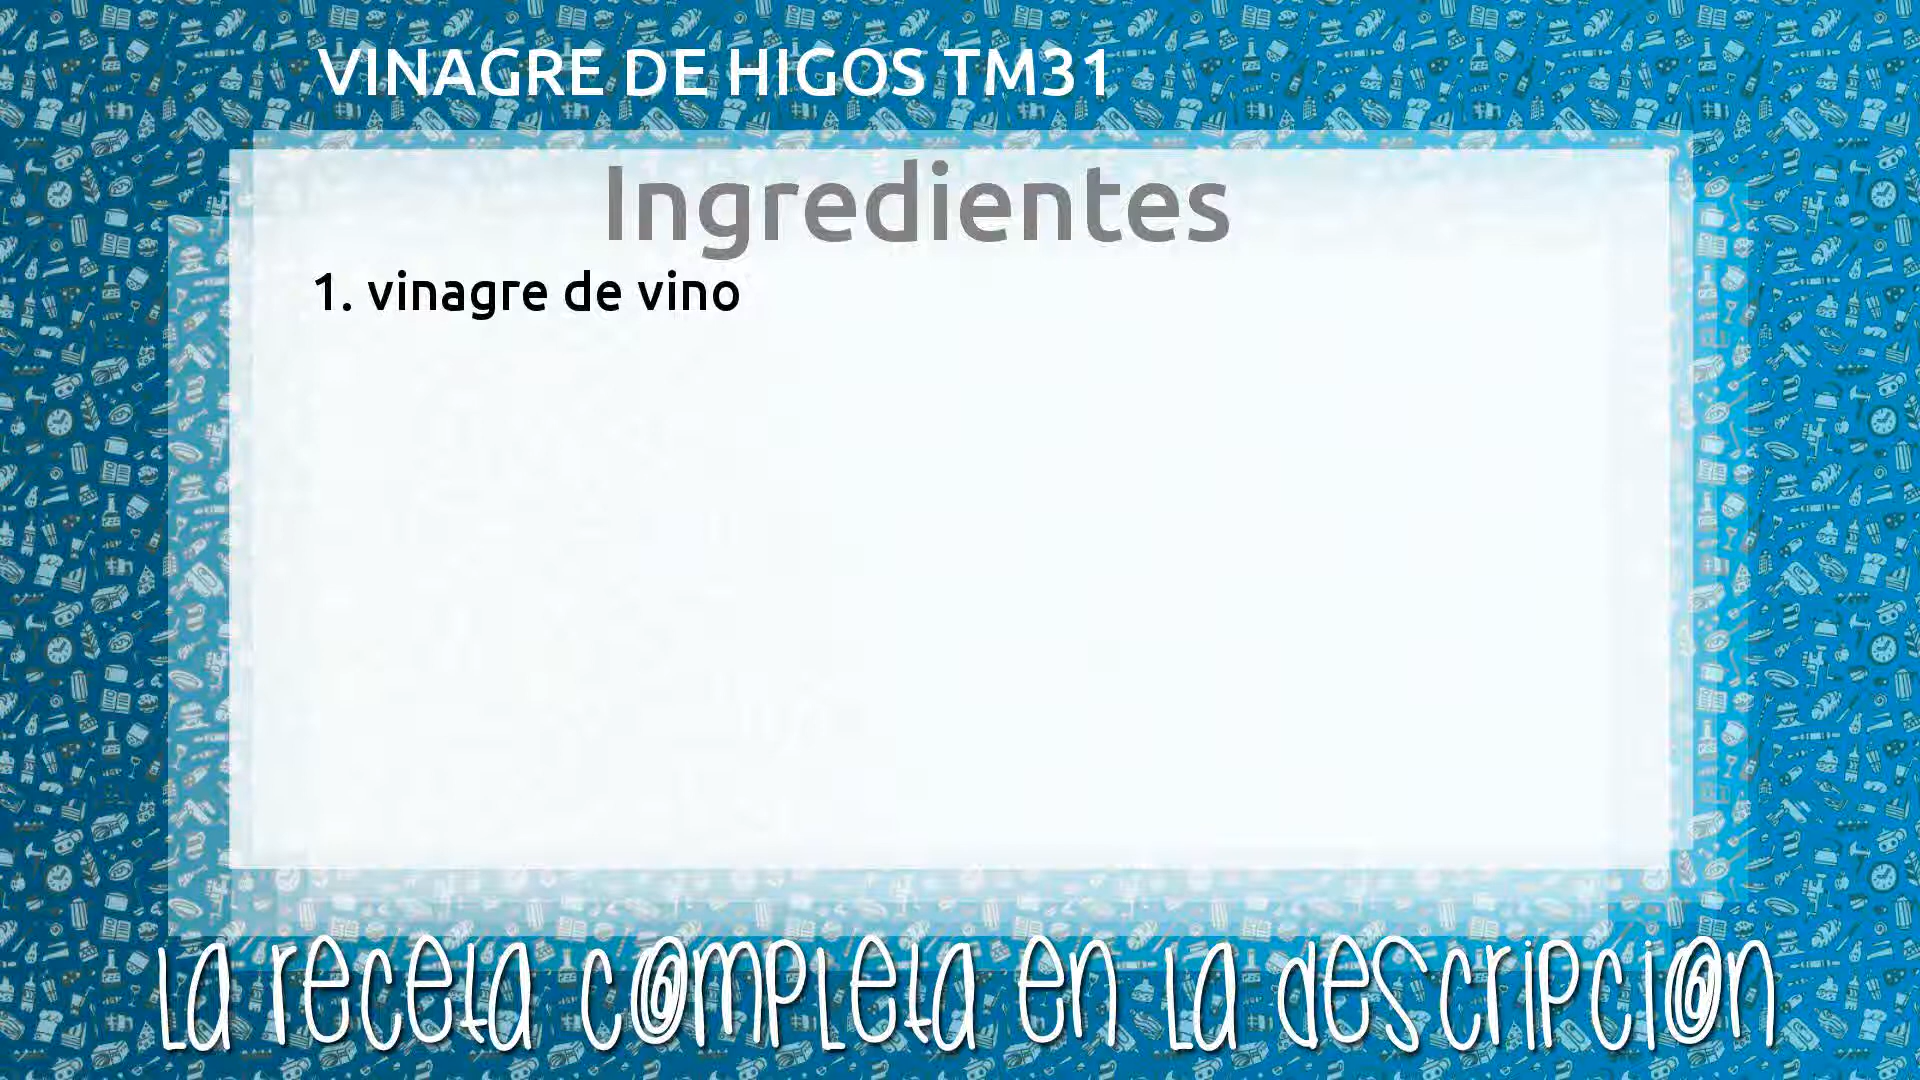 VINAGRE DE HIGOS TM31
Ingredientes
1. vinagre de vino
La receta completa en la descripcion